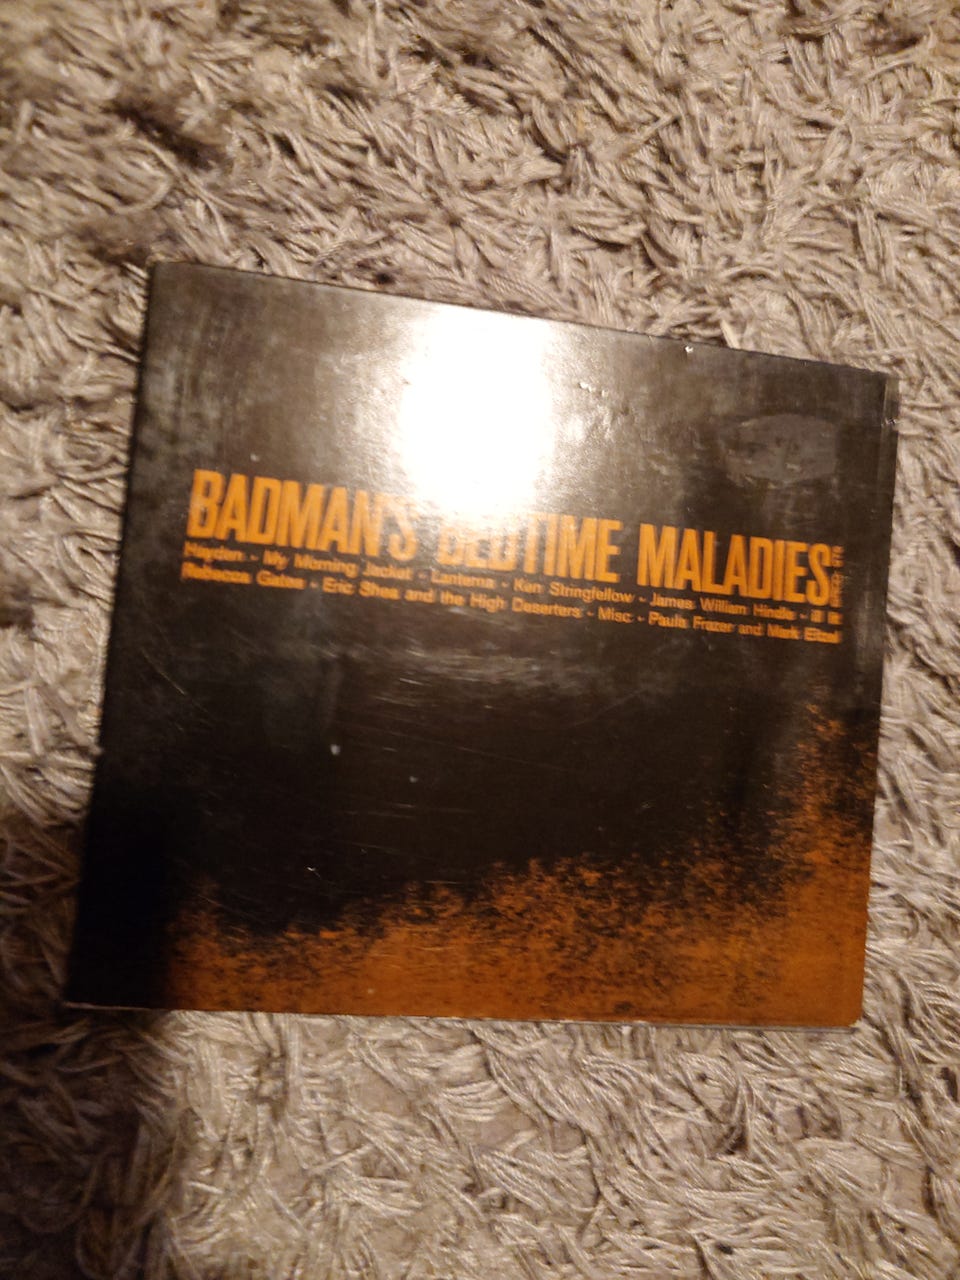 BADMAN'S BEDTIME MALADIES
Hayden - My Morning Jacket - Lanterna - Ken Stringfellow - James William Hindle -
Rebecca Gates - Eric Shea and the High Deserters - Misc - Paula Frazer and Mark Eitzel